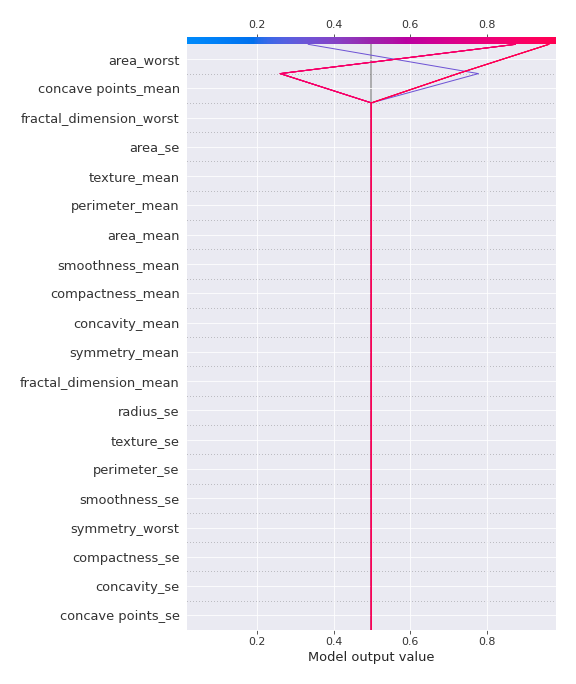 0.2 0.4 0.6 0.8
area_worst
concave points_mean
fractal_dimension_worst
area_se
texture_mean
perimeter_mean
area_mean
smoothness_mean
compactness_mean
concavity_mean
symmetry_mean
fractal_dimension_mean
radius_se
texture_se
perimeter_se
smoothness_se
symmetry_worst
compactness_se
concavity_se
concave points_se
0.2 0.4 0.6 0.8
Model output value